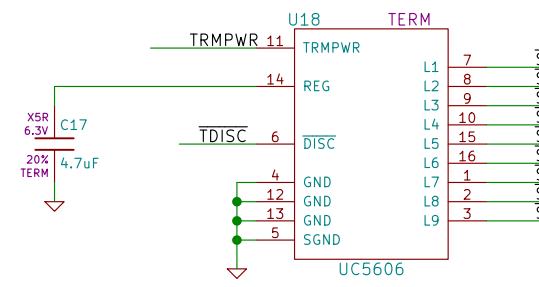 U18 TERM
TRMPWR 11 TRMPWR
L1 7
14 REG
L2 8
L3 9
X5R
6.3V
C17
L4 10
TDISC 6 DISC
L5 15
20%
TERM
4.7uF
L6 16
4 GND
L7 1
12 GND
L8 2
13 GND
L9 3
5 SGND
UC5606